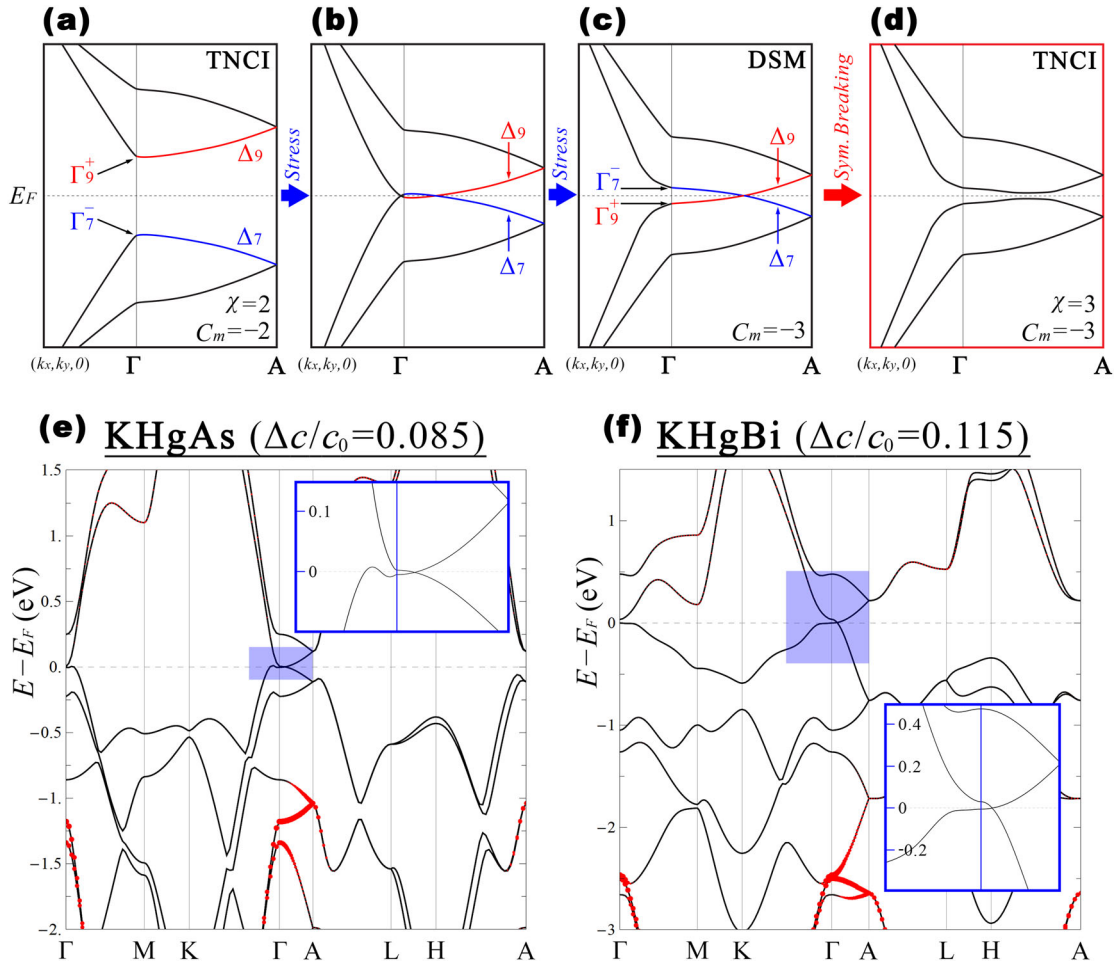 (a) (b) (c) (d)
TNCI DSM TNCI
Γ9+ Δ9 Δ9 Γ7− Δ9
Stress Stress Sym.Breaking
EF
Γ7− Δ7 Δ7 Γ9+ Δ7
χ=2 χ=3
Cm=−2 Cm=−3 Cm=−3
(kx,ky,0) Γ A (kx,ky,0) Γ A (kx,ky,0) Γ A (kx,ky,0) Γ A
(e) KHgAs (Δc/c0=0.085)
E−EF (eV)
1.5
1.0
0.5
0.
−0.5
−1.
−1.5
−2.
0.1
0
Γ M K Γ A L H A
(f) KHgBi (Δc/c0=0.115)
E−EF (eV)
1
0
−1
−2
−3
0.4
0.2
0
-0.2
Γ M K Γ A L H A